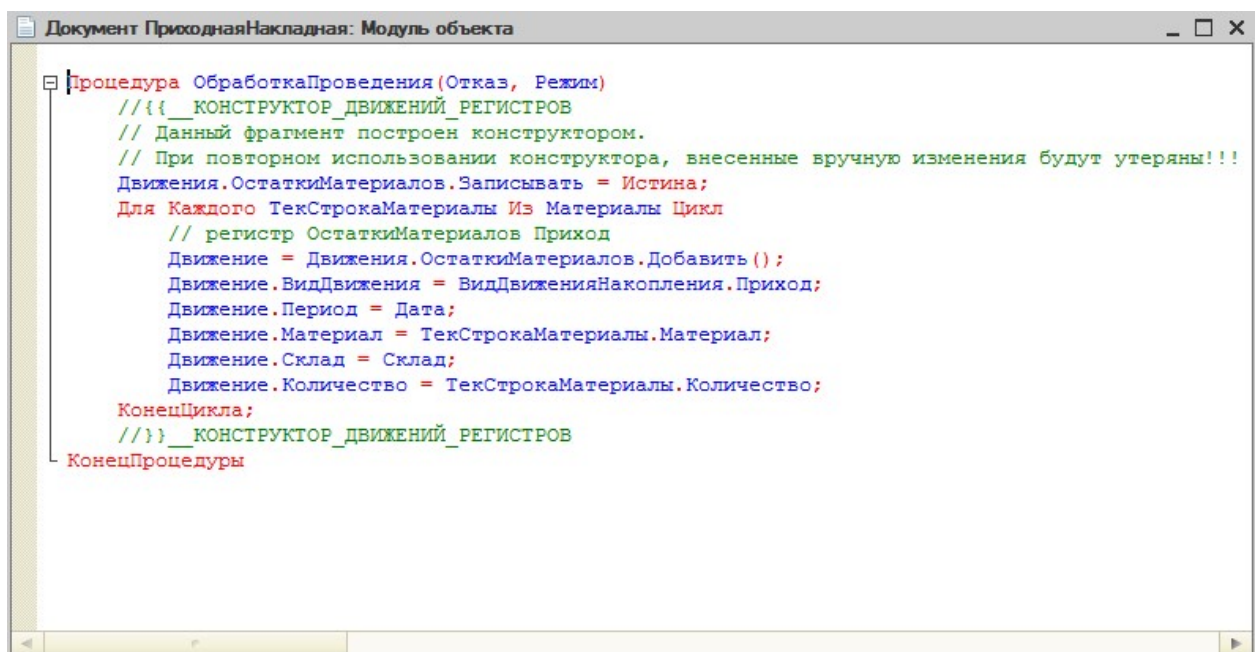 Документ ПриходнаяНакладная: Модуль объекта
Процедура ОбработкаПроведения(Отказ, Режим)
//{{__КОНСТРУКТОР_ДВИЖЕНИЙ_РЕГИСТРОВ
// Данный фрагмент построен конструктором.
// При повторном использовании конструктора, внесенные вручную изменения будут утеряны!!!
Движения.ОстаткиМатериалов.Записывать = Истина;
Для Каждого ТекСтрокаМатериалы Из Материалы Цикл
// регистр ОстаткиМатериалов Приход
Движение = Движения.ОстаткиМатериалов.Добавить();
Движение.ВидДвижения = ВидДвиженияНакопления.Приход;
Движение.Период = Дата;
Движение.Материал = ТекСтрокаМатериалы.Материал;
Движение.Склад = Склад;
Движение.Количество = ТекСтрокаМатериалы.Количество;
КонецЦикла;
//}}__КОНСТРУКТОР_ДВИЖЕНИЙ_РЕГИСТРОВ
КонецПроцедуры